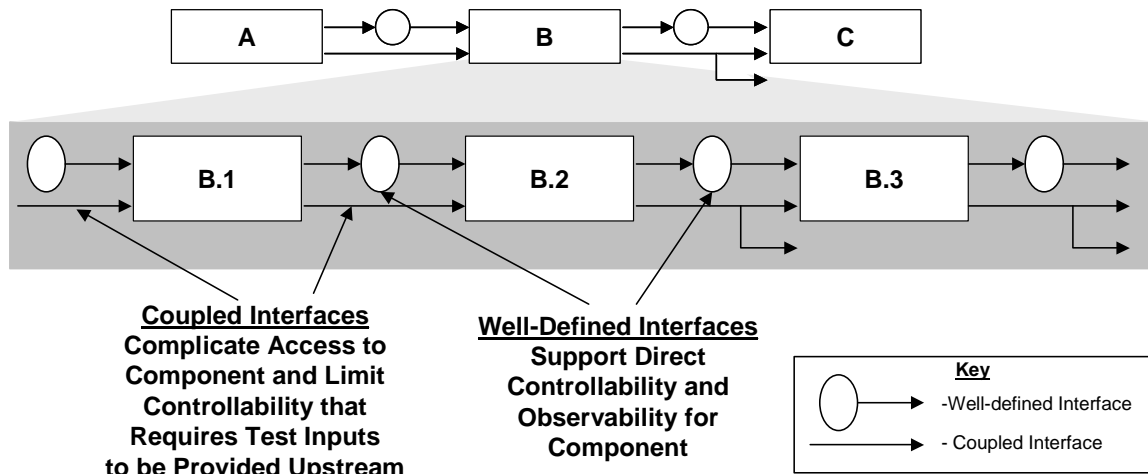 A
B
C
B.1
B.2
B.3
Coupled Interfaces
Complicate Access to
Component and Limit
Controllability that
Requires Test Inputs
to be Provided Upstream
Well-Defined Interfaces
Support Direct
Controllability and
Observability for
Component
Key
-Well-defined Interface
- Coupled Interface